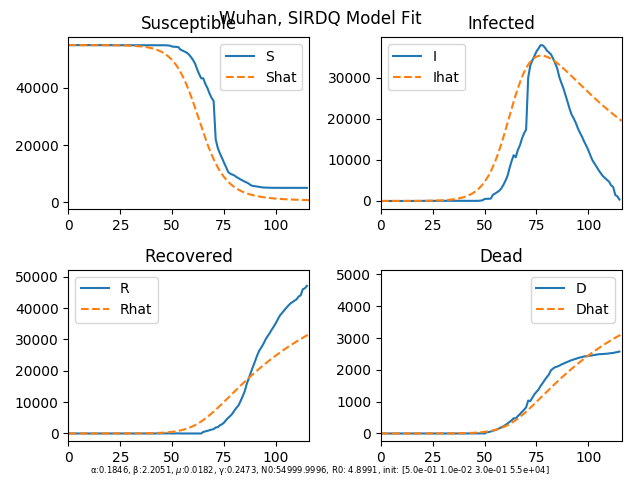 Wuhan, SIRDQ Model Fit
Susceptible
Infected
S
Shat
I
Ihat
40000
20000
0
30000
20000
10000
0
0 25 50 75 100
0 25 50 75 100
Recovered
Dead
R
Rhat
D
Dhat
50000
40000
30000
20000
10000
0
5000
4000
3000
2000
1000
0
0 25 50 75 100
0 25 50 75 100
α:0.1846, β:2.2051, μ:0.0182, γ:0.2473, N0:54999.9996, R0: 4.8991, init: [5.0e-01 1.0e-02 3.0e-01 5.5e+04]